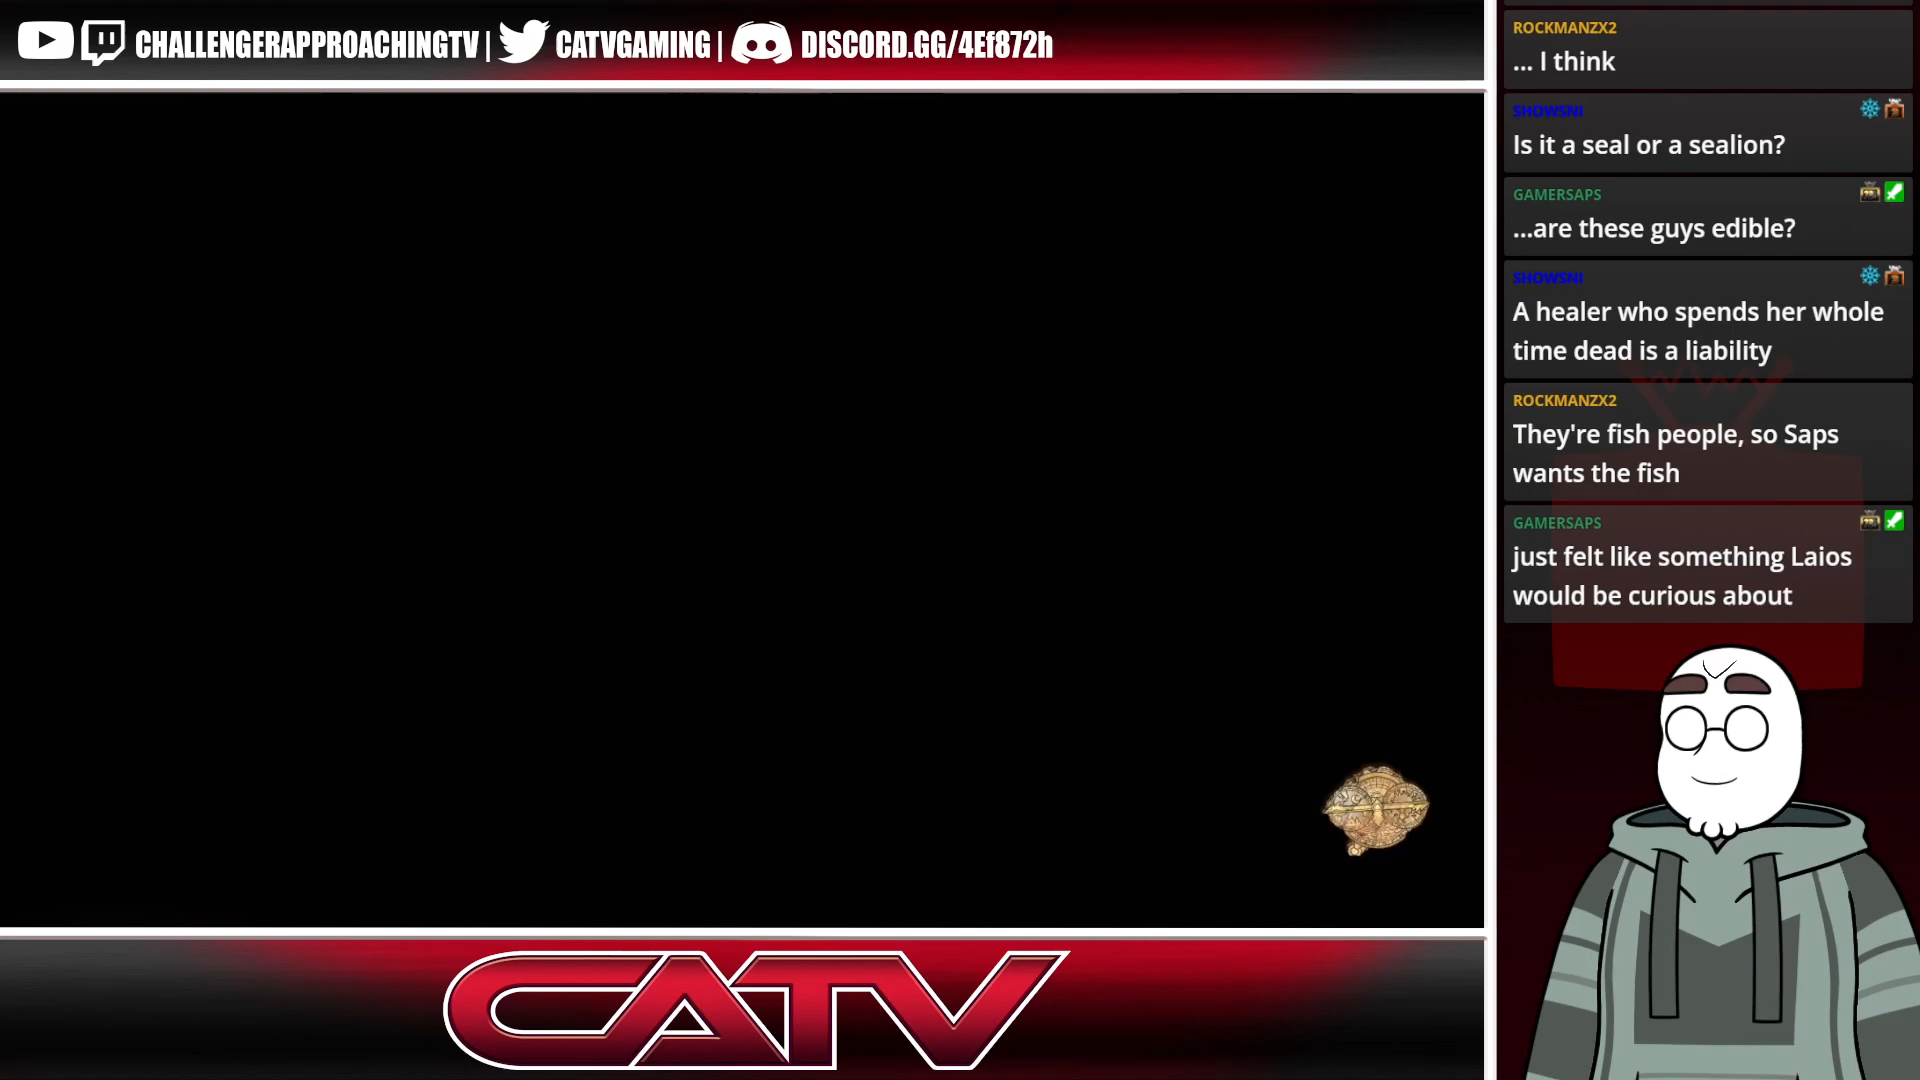 CHALLENGERAPPROACHINGTV | CATVGAMING | DISCORD.GG/4Ef872h
ROCKMANZX2
... I think
SHOWSNI
Is it a seal or a sealion?
GAMERSAPS
...are these guys edible?
SHOWSNI
A healer who spends her whole
time dead is a liability
ROCKMANZX2
They're fish people, so Saps
wants the fish
GAMERSAPS
just felt like something Laios
would be curious about
CATV